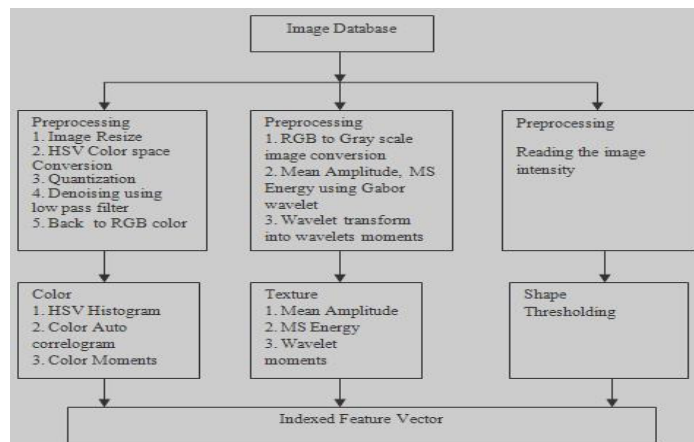 Image Database
Preprocessing
1. Image Resize
2. HSV Color space
Conversion
3. Quantization
4. Denoising using
low pass filter
5. Back to RGB color
Preprocessing
1. RGB to Gray scale
image conversion
2. Mean Amplitude, MS
Energy using Gabor
wavelet
3. Wavelet transform
into wavelets moments
Preprocessing
Reading the image
intensity
Color
1. HSV Histogram
2. Color Auto
correlogram
3. Color Moments
Texture
1. Mean Amplitude
2. MS Energy
3. Wavelet
moments
Shape
Thresholding
Indexed Feature Vector